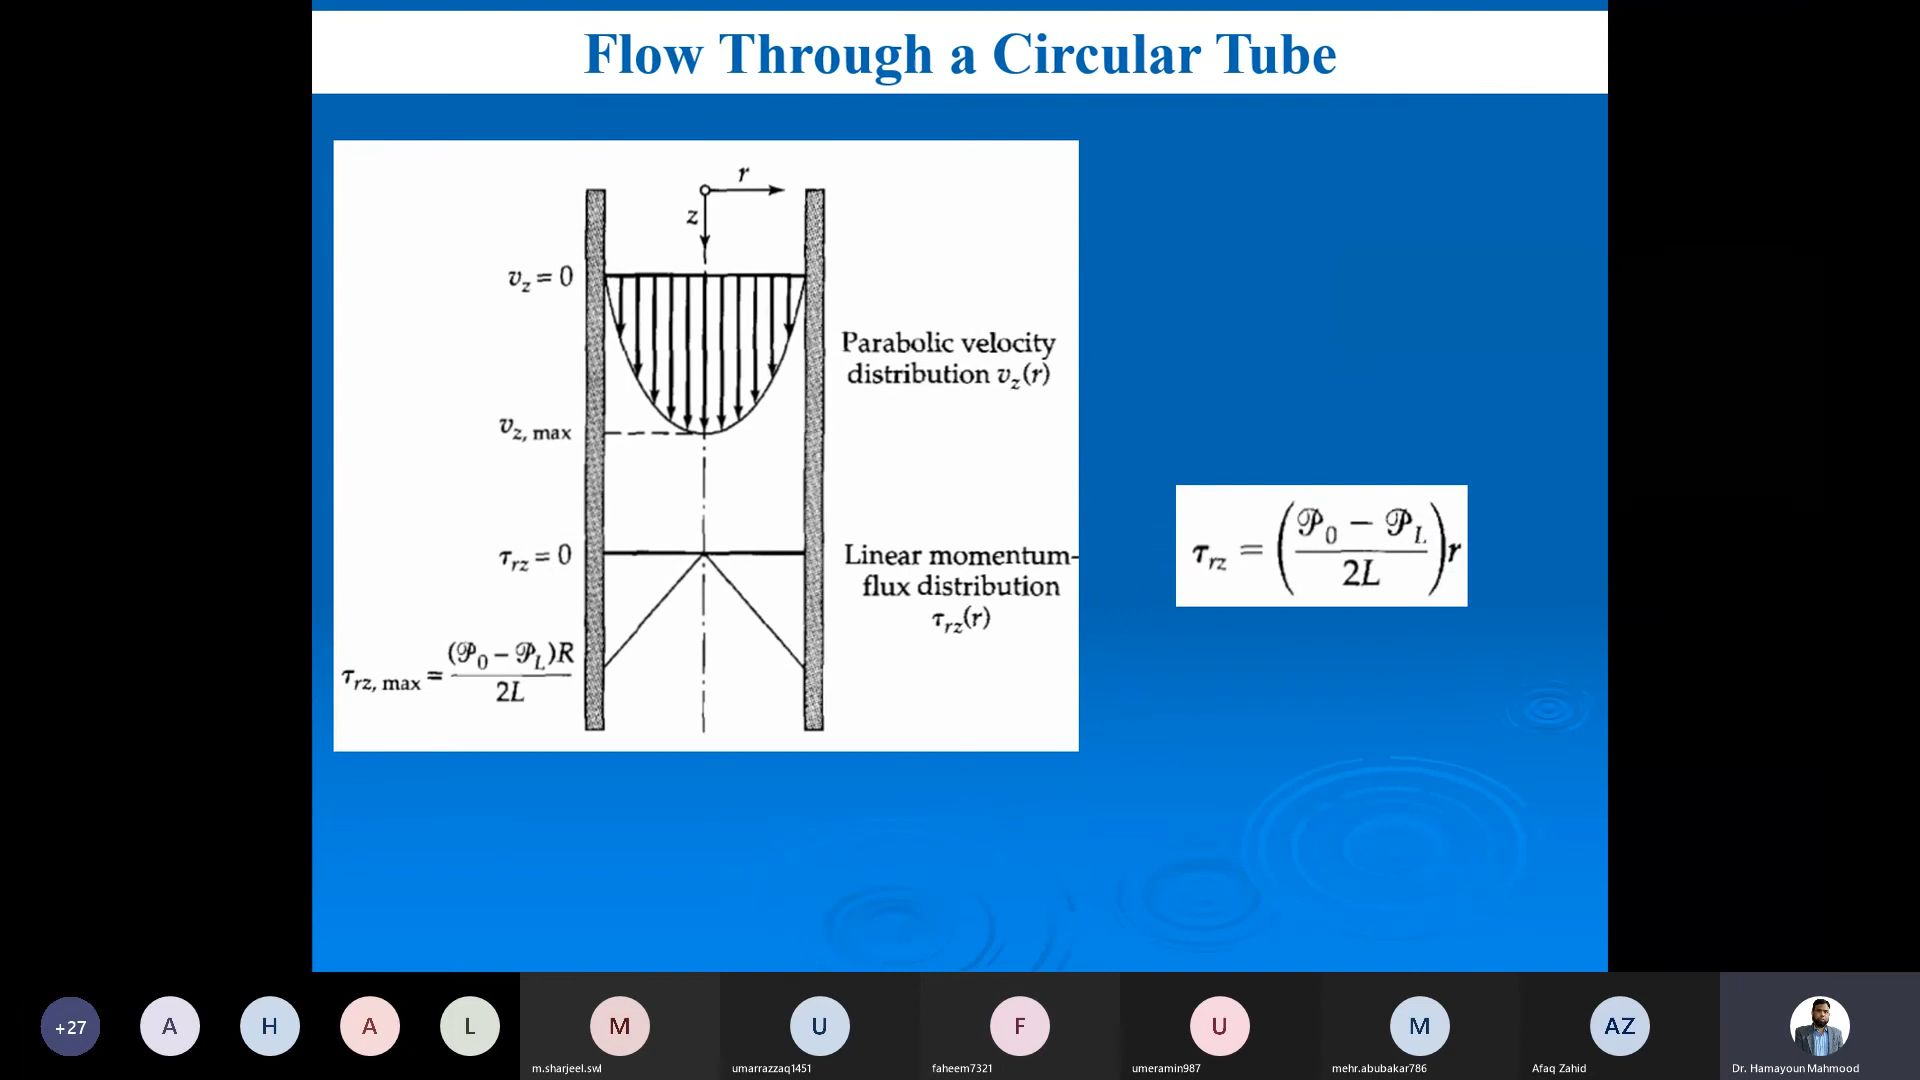 Flow Through a Circular Tube
r
z
v_z = 0
Parabolic velocity
distribution v_z(r)
v_z, max
τ_rz = 0
Linear momentum-
flux distribution
τ_rz(r)
τ_rz, max = (𝒫_0 − 𝒫_L)R / 2L
τ_rz = ((𝒫_0 − 𝒫_L) / 2L) r
+27
A
H
A
L
M
U
F
U
M
AZ
m.sharjeel.swl
umarrazzaq1451
faheem7321
umeramin987
mehr.abubakar786
Afaq Zahid
Dr. Hamayoun Mahmood